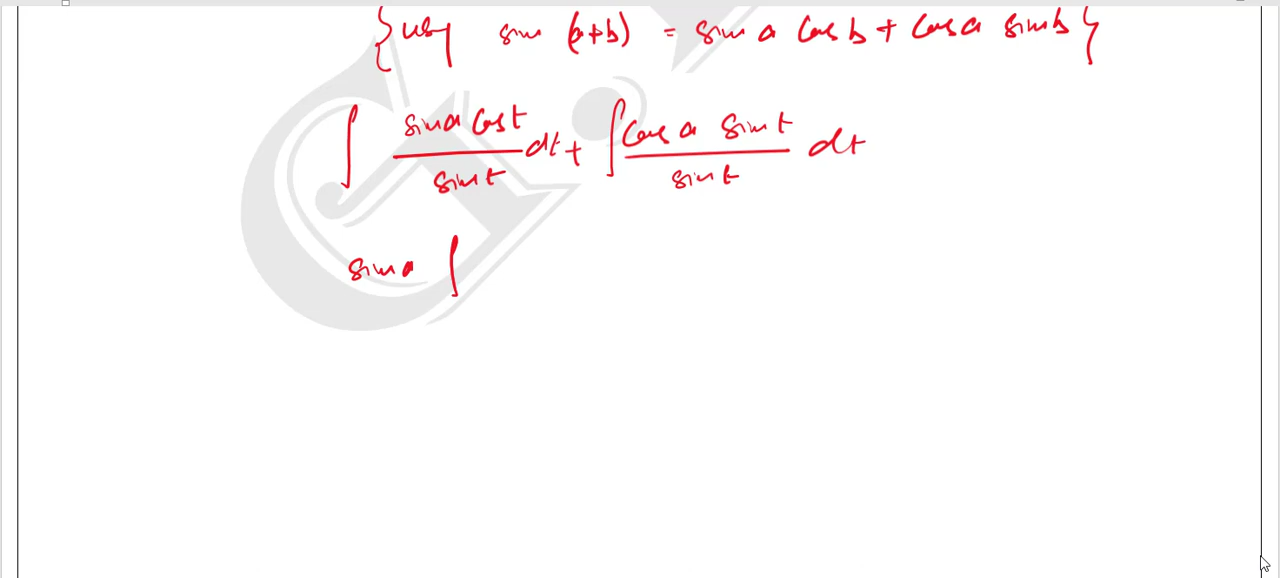 {using sin (a+b) = sin a cos b + cos a sin b}
∫ sin a cos t / sin t dt + ∫ cos a sin t / sin t dt
sin a ∫